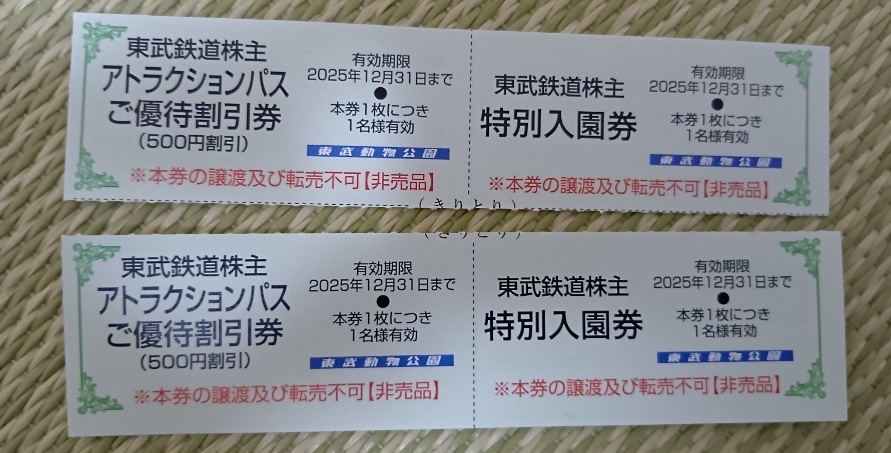 東武鉄道株主
アトラクションパス
ご優待割引券
(500円割引)
有効期限
2025年12月31日まで
●
本券1枚につき
1名様有効
東武動物公園
※本券の譲渡及び転売不可【非売品】
東武鉄道株主
特別入園券
有効期限
2025年12月31日まで
●
本券1枚につき
1名様有効
東武動物公園
※本券の譲渡及び転売不可【非売品】
(きりとり)
(きりとり)
東武鉄道株主
アトラクションパス
ご優待割引券
(500円割引)
有効期限
2025年12月31日まで
●
本券1枚につき
1名様有効
東武動物公園
※本券の譲渡及び転売不可【非売品】
東武鉄道株主
特別入園券
有効期限
2025年12月31日まで
●
本券1枚につき
1名様有効
東武動物公園
※本券の譲渡及び転売不可【非売品】